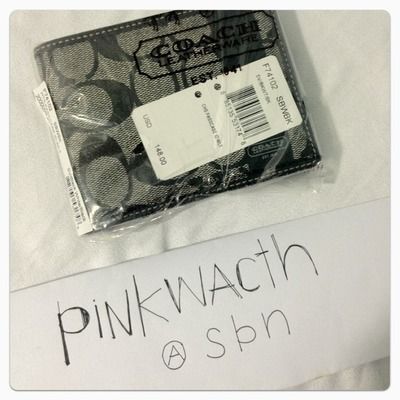 COACH
LEATHERWARE
EST. 1941
F74102 SBWBK
USD 148.00
COACH
PiNKWACTh
A sbn